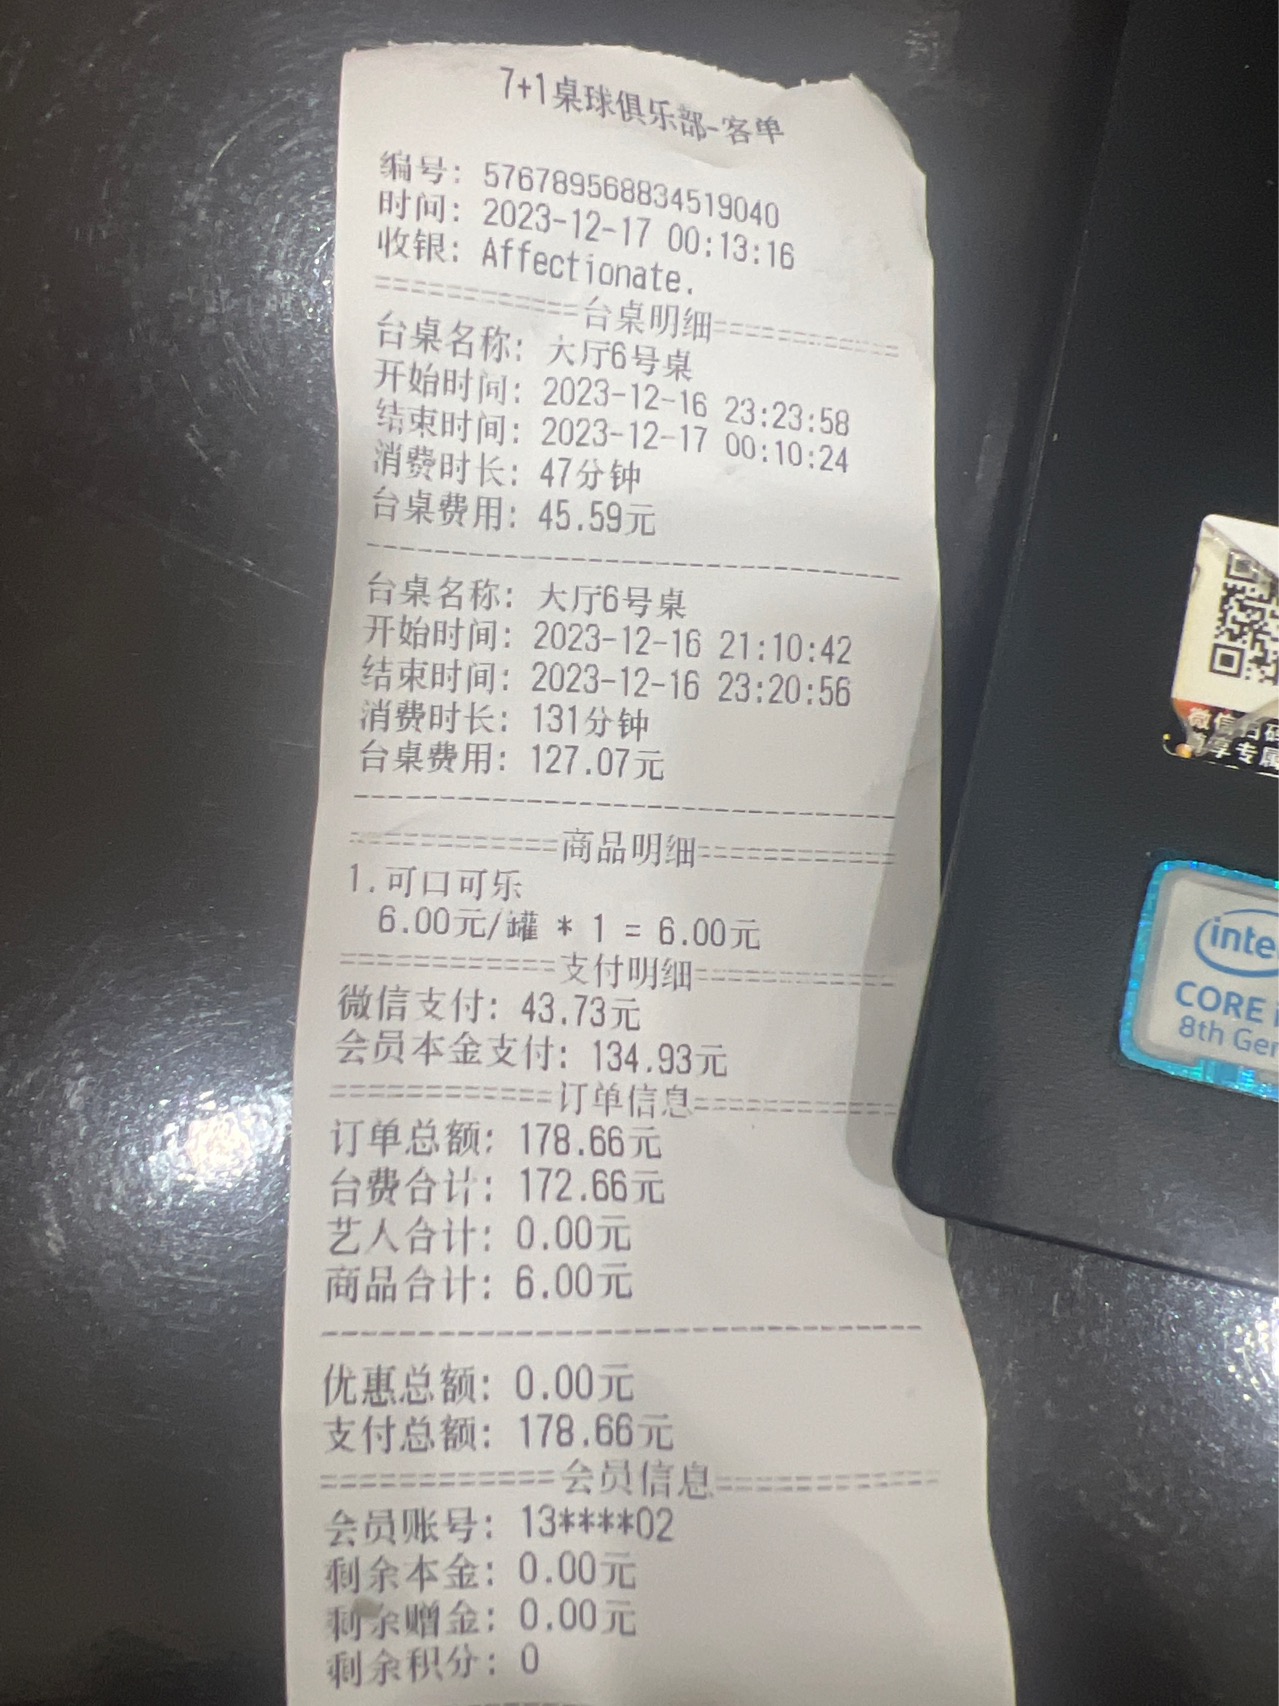 7+1桌球俱乐部-客单
编号: 576789568834519040
时间: 2023-12-17 00:13:16
收银: Affectionate.
==========台桌明细===========
台桌名称: 大厅6号桌
开始时间: 2023-12-16 23:23:58
结束时间: 2023-12-17 00:10:24
消费时长: 47分钟
台桌费用: 45.59元
--------------------------------
台桌名称: 大厅6号桌
开始时间: 2023-12-16 21:10:42
结束时间: 2023-12-16 23:20:56
消费时长: 131分钟
台桌费用: 127.07元
--------------------------------
==========商品明细===========
1.可口可乐
6.00元/罐 * 1 = 6.00元
===========支付明细===========
微信支付: 43.73元
会员本金支付: 134.93元
===========订单信息===========
订单总额: 178.66元
台费合计: 172.66元
艺人合计: 0.00元
商品合计: 6.00元
--------------------------------
优惠总额: 0.00元
支付总额: 178.66元
===========会员信息===========
会员账号: 13****02
剩余本金: 0.00元
剩余赠金: 0.00元
剩余积分: 0
微信扫码
享专属
inte
CORE
8th Gen